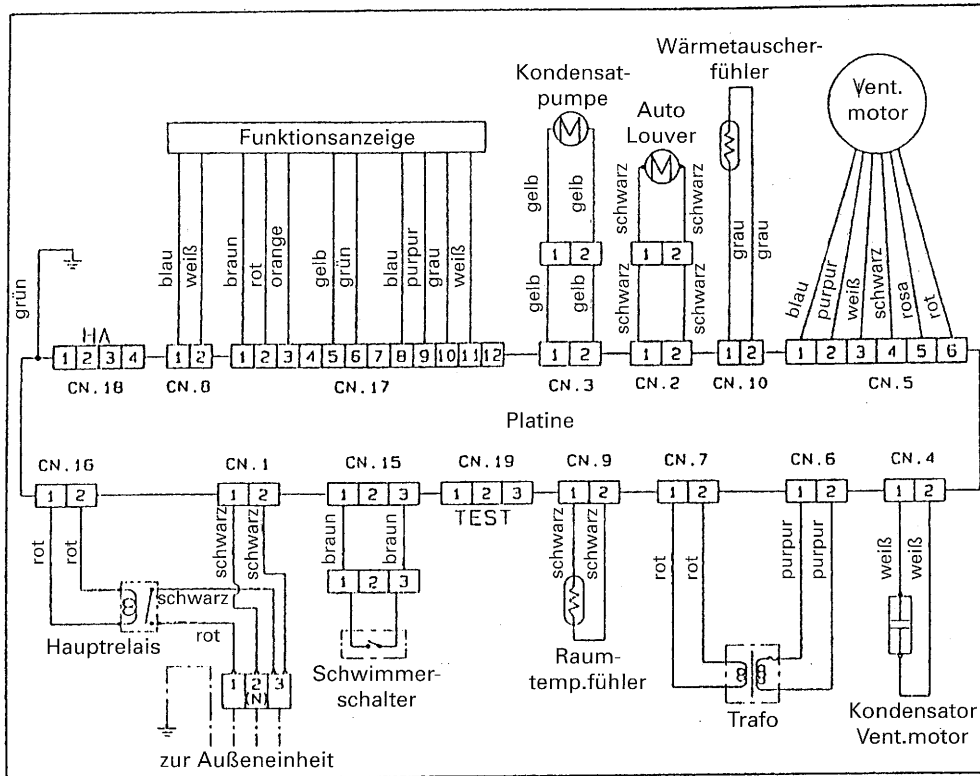 Wärmetauscher-
fühler
Kondensat-
pumpe
Auto
Louver
Vent.
motor
M
M
Funktionsanzeige
grün
blau
weiß
braun
rot
orange
gelb
grün
blau
purpur
grau
weiß
gelb
gelb
schwarz
schwarz
1 2
1 2
gelb
gelb
schwarz
schwarz
grau
grau
blau
purpur
weiß
schwarz
rosa
rot
HA
1 2 3 4
1 2
1 2 3 4 5 6 7 8 9 10 11 12
1 2
1 2
1 2
1 2 3 4 5 6
CN.18
CN.8
CN.17
CN.3
CN.2
CN.10
CN.5
Platine
CN.16
CN.1
CN.15
CN.19
CN.9
CN.7
CN.6
CN.4
1 2
1 2
1 2 3
1 2 3
1 2
1 2
1 2
1 2
TEST
rot
rot
schwarz
schwarz
braun
braun
schwarz
schwarz
rot
rot
purpur
purpur
weiß
weiß
1 2 3
schwarz
rot
Hauptrelais
1 2 3
(N)
Schwimmer-
schalter
Raum-
temp.fühler
Trafo
Kondensator
Vent.motor
zur Außeneinheit